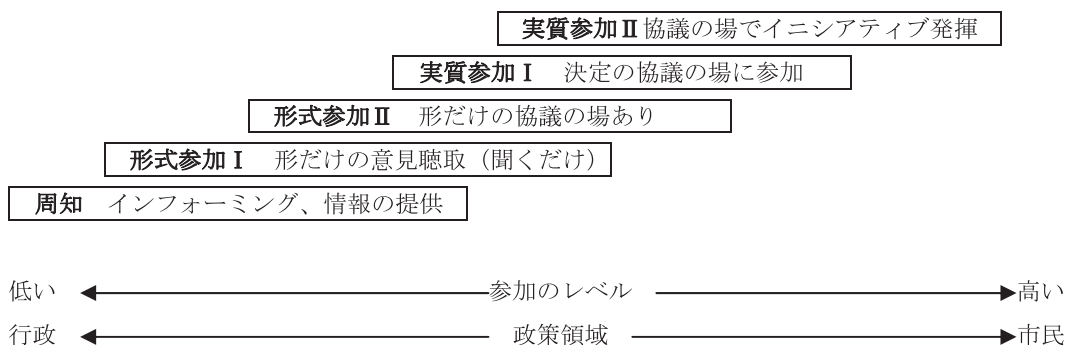 実質参加Ⅱ 協議の場でイニシアティブ発揮
実質参加Ⅰ 決定の協議の場に参加
形式参加Ⅱ 形だけの協議の場あり
形式参加Ⅰ 形だけの意見聴取（聞くだけ）
周知 インフォーミング、情報の提供
低い 参加のレベル 高い
行政 政策領域 市民